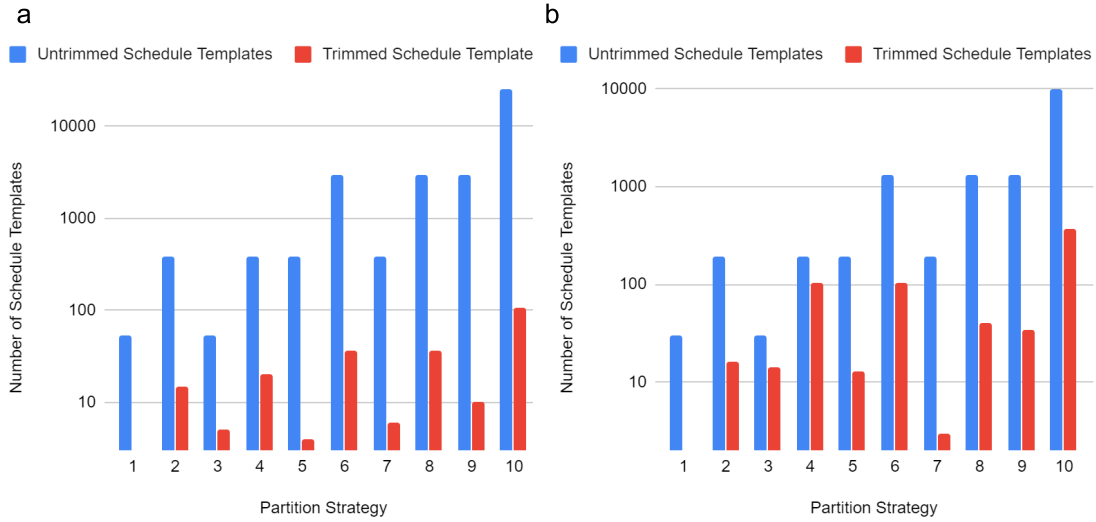 a
Untrimmed Schedule Templates Trimmed Schedule Template
Number of Schedule Templates
10000
1000
100
10
1 2 3 4 5 6 7 8 9 10
Partition Strategy
b
Untrimmed Schedule Templates Trimmed Schedule Templates
Number of Schedule Templates
10000
1000
100
10
1 2 3 4 5 6 7 8 9 10
Partition Strategy